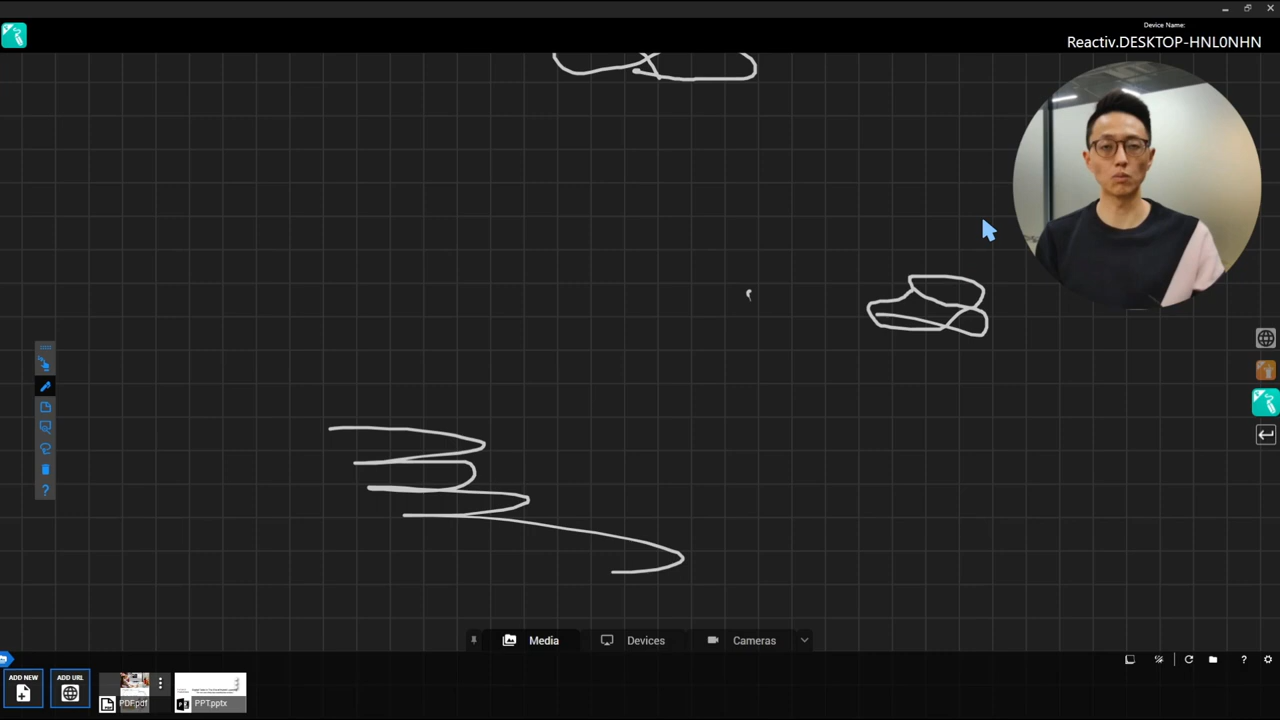 Device Name:
Reactiv.DESKTOP-HNL0NHN
?
Media
Devices
Cameras
?
ADD NEW
ADD URL
PDF.pdf
PPT.pptx